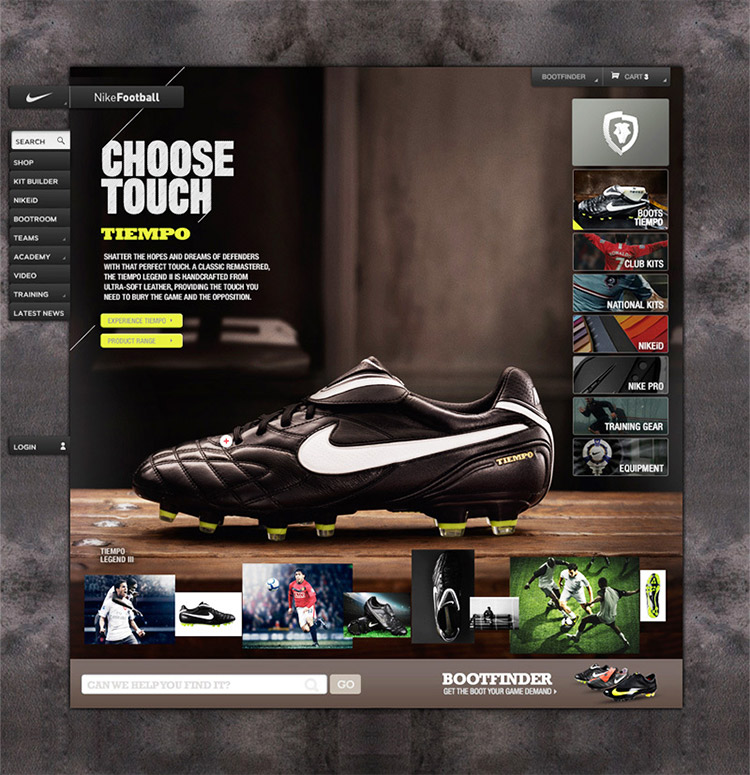 BOOTFINDER
CART 3
NikeFootball
SEARCH
SHOP
KIT BUILDER
NIKEiD
BOOTROOM
TEAMS
ACADEMY
VIDEO
TRAINING
LATEST NEWS
LOGIN
CHOOSE
TOUCH
TIEMPO
SHATTER THE HOPES AND DREAMS OF DEFENDERS
WITH THAT PERFECT TOUCH. A CLASSIC REMASTERED,
THE TIEMPO LEGEND II IS HANDCRAFTED FROM
ULTRA-SOFT LEATHER, PROVIDING THE TOUCH YOU
NEED TO BURY THE GAME AND THE OPPOSITION.
EXPERIENCE TIEMPO
PRODUCT RANGE
BOOTS
TIEMPO
RONALDO
7
CLUB KITS
NATIONAL KITS
NIKEiD
NIKE PRO
TRAINING GEAR
EQUIPMENT
TIEMPO
TIEMPO
LEGEND III
CAN WE HELP YOU FIND IT?
GO
BOOTFINDER
GET THE BOOT YOUR GAME DEMAND